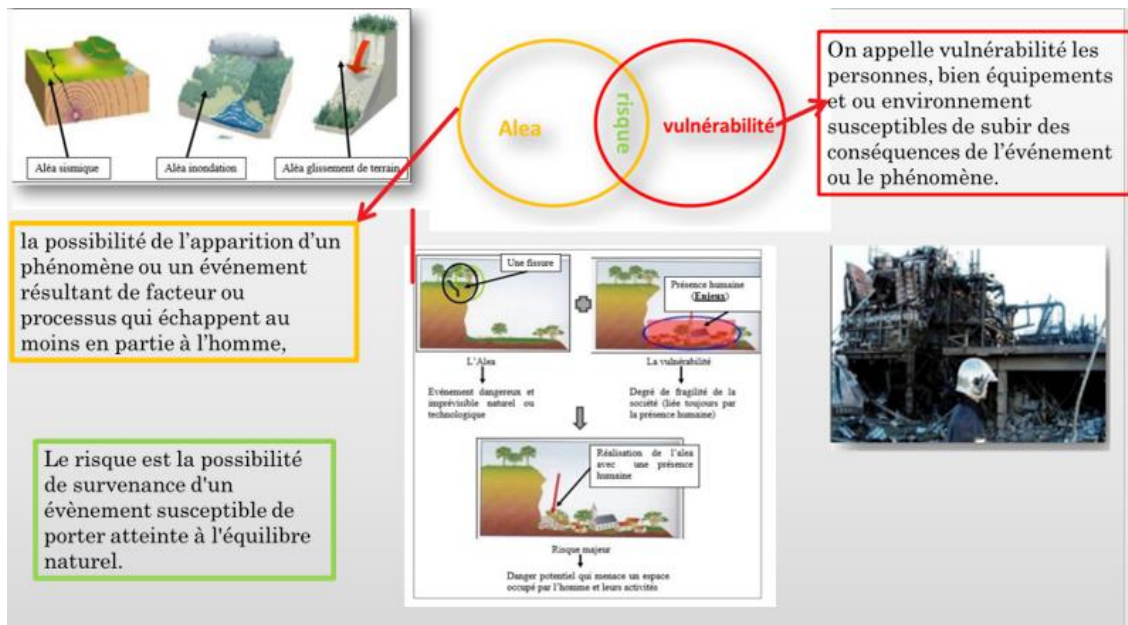 Aléa sismique
Aléa inondation
Aléa glissement de terrain
Alea
risque
vulnérabilité
On appelle vulnérabilité les
personnes, bien équipements
et ou environnement
susceptibles de subir des
conséquences de l’événement
ou le phénomène.
la possibilité de l’apparition d’un
phénomène ou un événement
résultant de facteur ou
processus qui échappent au
moins en partie à l’homme,
Une fissure
Présence humaine
(Enjeux)
L’Alea
La vulnérabilité
Evénement dangereux et
imprévisible naturel ou
technologique
Degré de fragilité de la
société (liée toujours par
la présence humaine)
Réalisation de l’alea
avec une présence
humaine
Risque majeur
Danger potentiel qui menace un espace
occupé par l’homme et leurs activités
Le risque est la possibilité
de survenance d'un
évènement susceptible de
porter atteinte à l'équilibre
naturel.